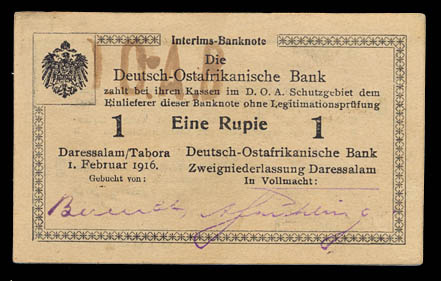 Interims-Banknote
Die
Deutsch-Ostafrikanische Bank
zahlt bei ihren Kassen im D. O. A. Schutzgebiet dem
Einlieferer dieser Banknote ohne Legitimationsprüfung
1 Eine Rupie 1
Daressalam/Tabora
1. Februar 1916.
Gebucht von:
Deutsch-Ostafrikanische Bank
Zweigniederlassung Daressalam
In Vollmacht: